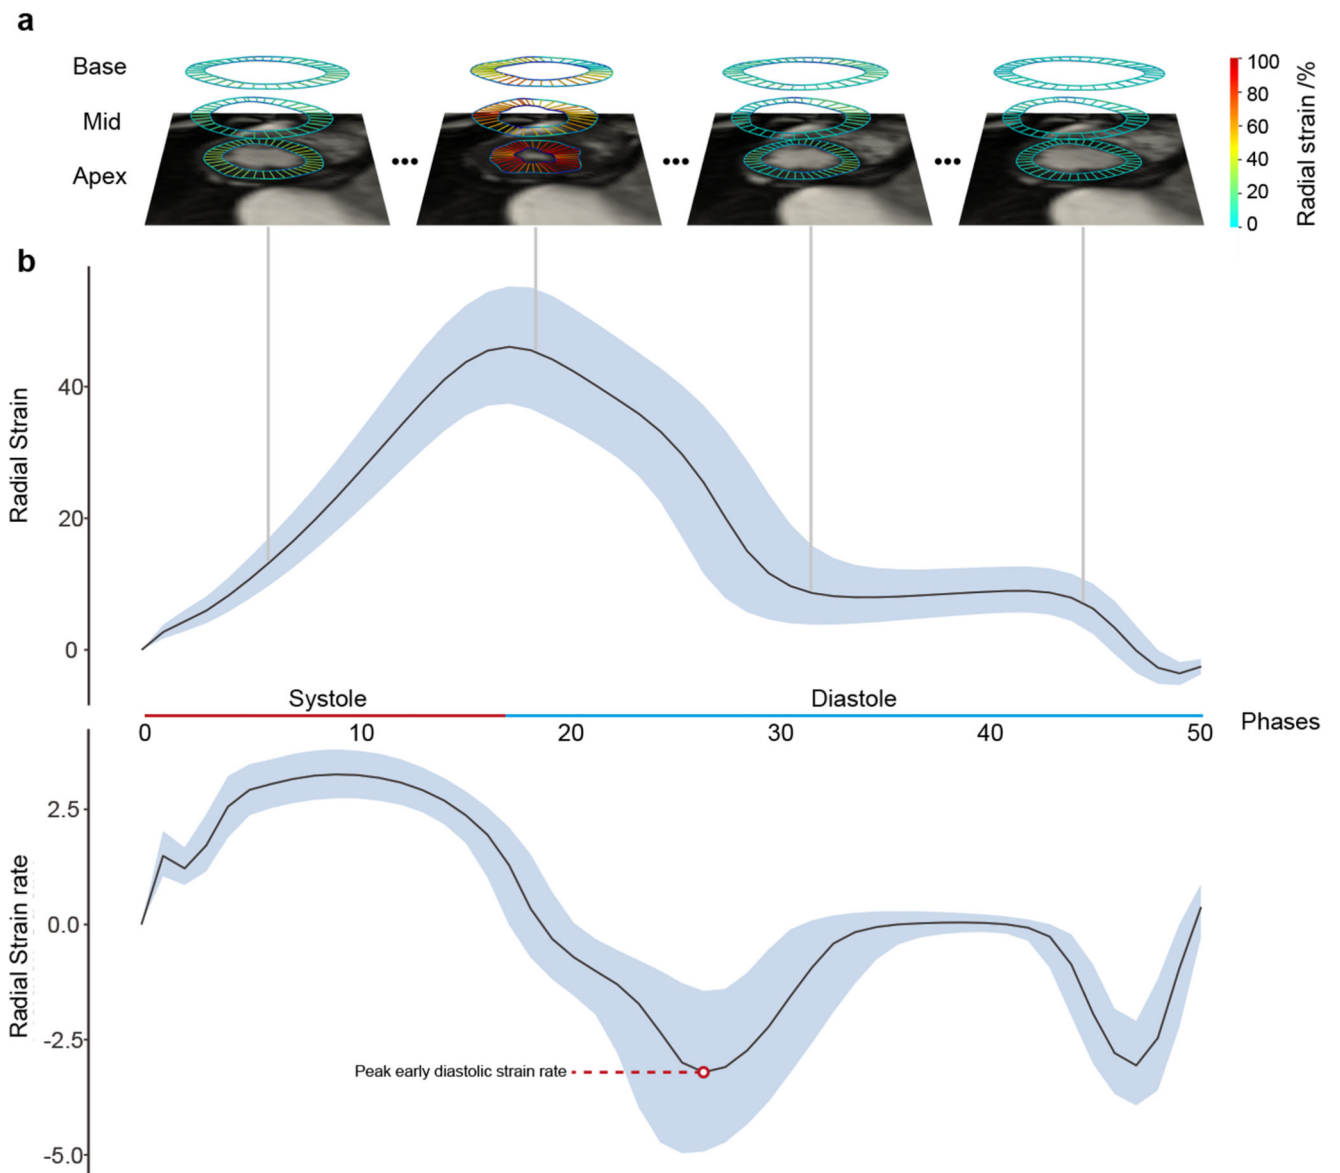 a
Base
Mid
Apex
100
80
60
40
20
0
Radial strain /%
b
Radial Strain
40
20
0
Systole
Diastole
0
10
20
30
40
50
Phases
Radial Strain rate
2.5
0.0
-2.5
-5.0
Peak early diastolic strain rate